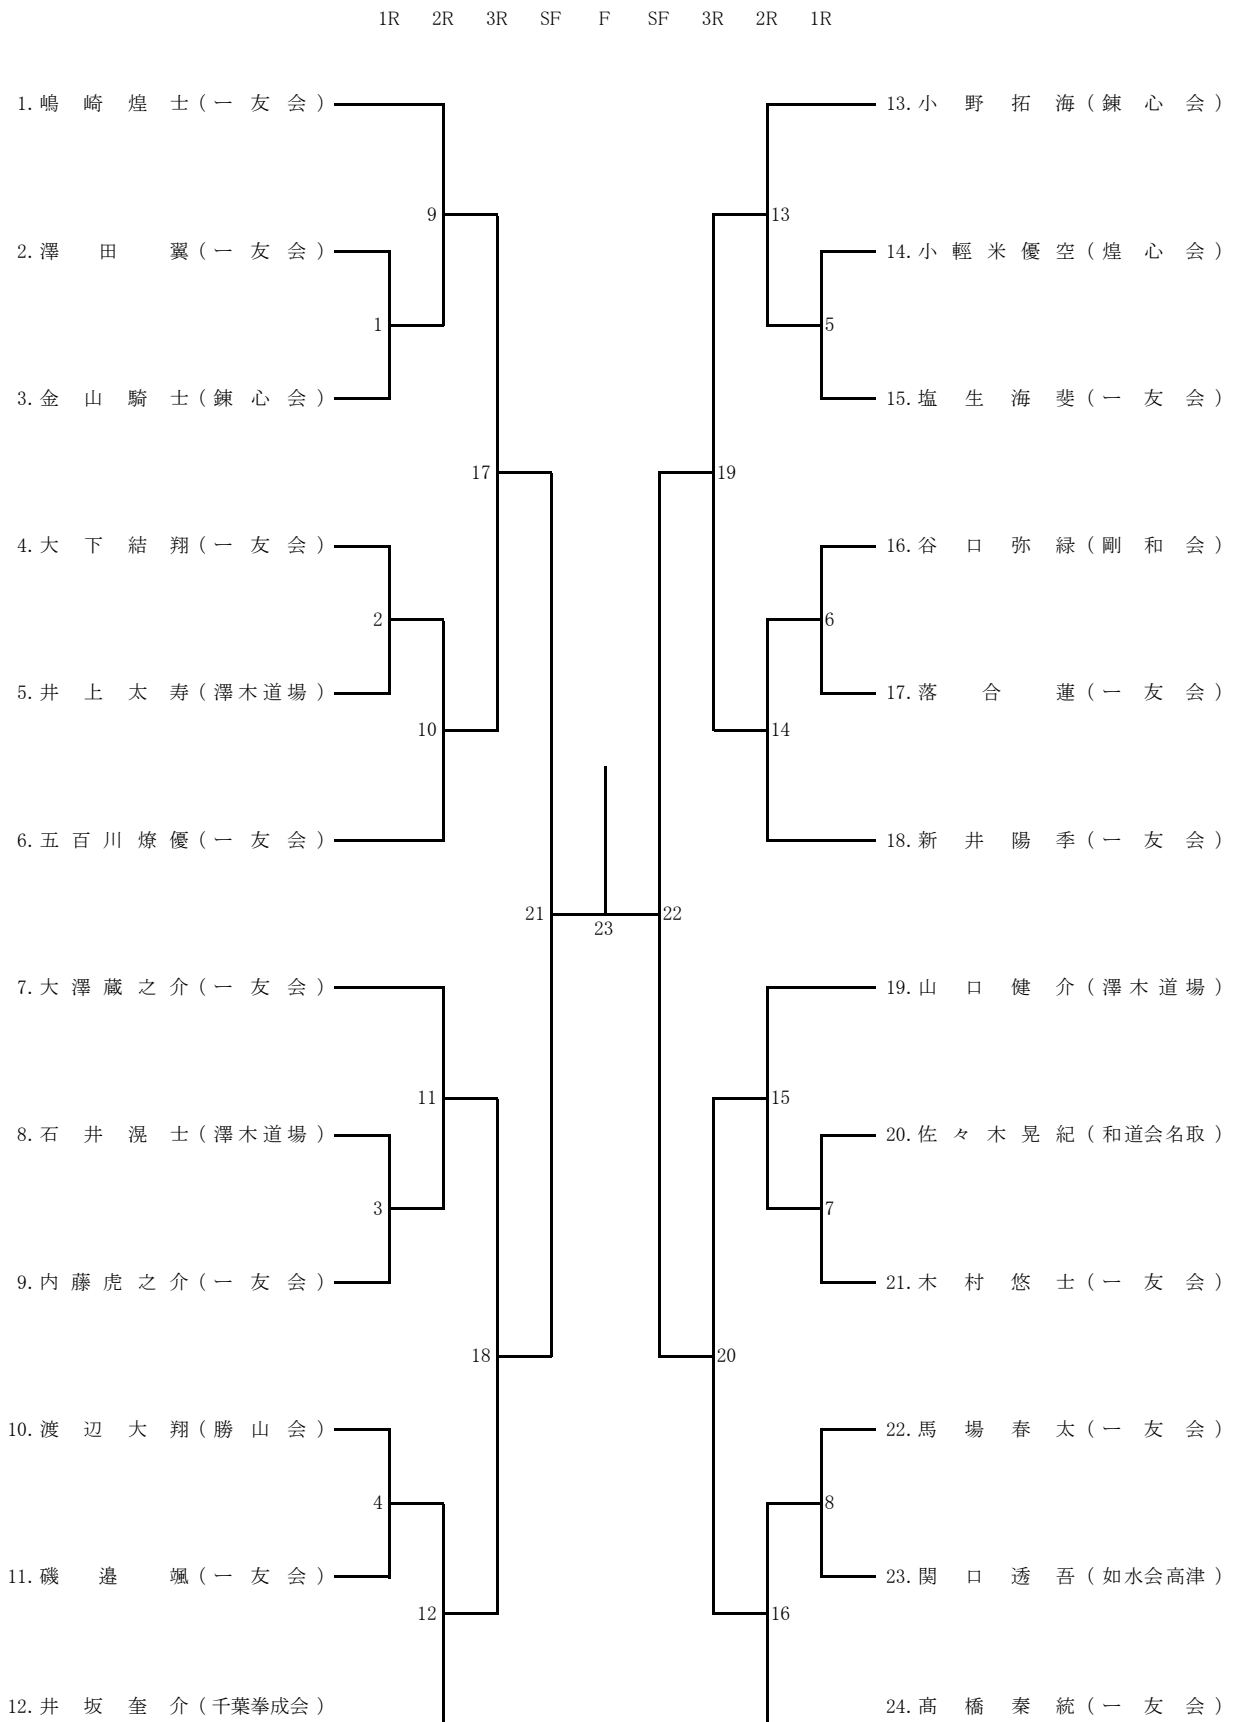 1R 2R 3R SF F SF 3R 2R 1R
1. 嶋崎煌士(一友会)
2. 澤田翼(一友会)
3. 金山騎士(錬心会)
4. 大下結翔(一友会)
5. 井上太寿(澤木道場)
6. 五百川燎優(一友会)
7. 大澤蔵之介(一友会)
8. 石井滉士(澤木道場)
9. 内藤虎之介(一友会)
10. 渡辺大翔(勝山会)
11. 磯邉颯(一友会)
12. 井坂奎介(千葉拳成会)
1
2
3
4
9
10
11
12
17
18
21
23
22
19
20
13
14
15
16
5
6
7
8
13. 小野拓海(錬心会)
14. 小軽米優空(煌心会)
15. 塩生海斐(一友会)
16. 谷口弥緑(剛和会)
17. 落合蓮(一友会)
18. 新井陽季(一友会)
19. 山口健介(澤木道場)
20. 佐々木晃紀(和道会名取)
21. 木村悠士(一友会)
22. 馬場春太(一友会)
23. 関口透吾(如水会高津)
24. 髙橋秦統(一友会)